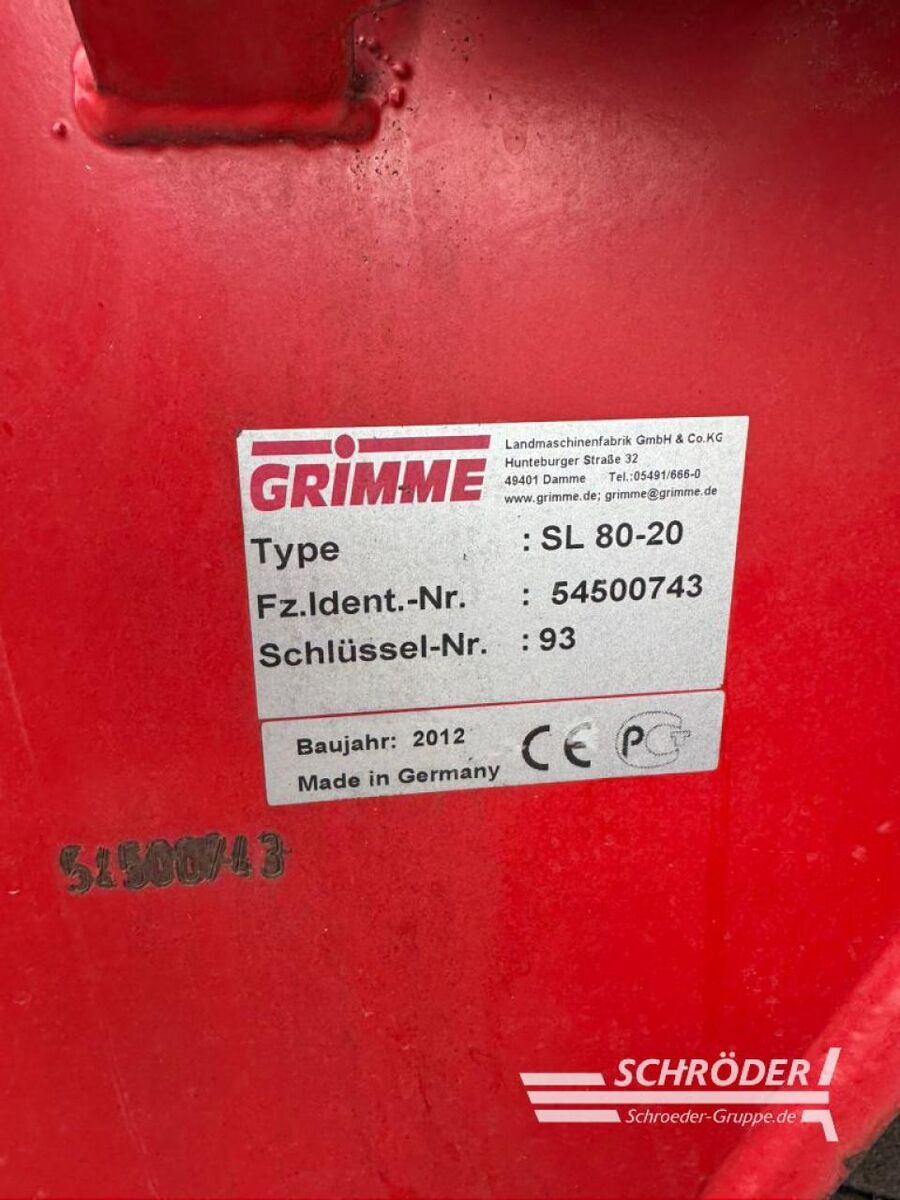 GRIMME
Landmaschinenfabrik GmbH & Co.KG
Hunteburger Straße 32
49401 Damme Tel.:05491/666-0
www.grimme.de; grimme@grimme.de
Type : SL 80-20
Fz.Ident.-Nr. : 54500743
Schlüssel-Nr. : 93
Baujahr: 2012
Made in Germany
CE
PCT
54500743
SCHRÖDER
Schroeder-Gruppe.de